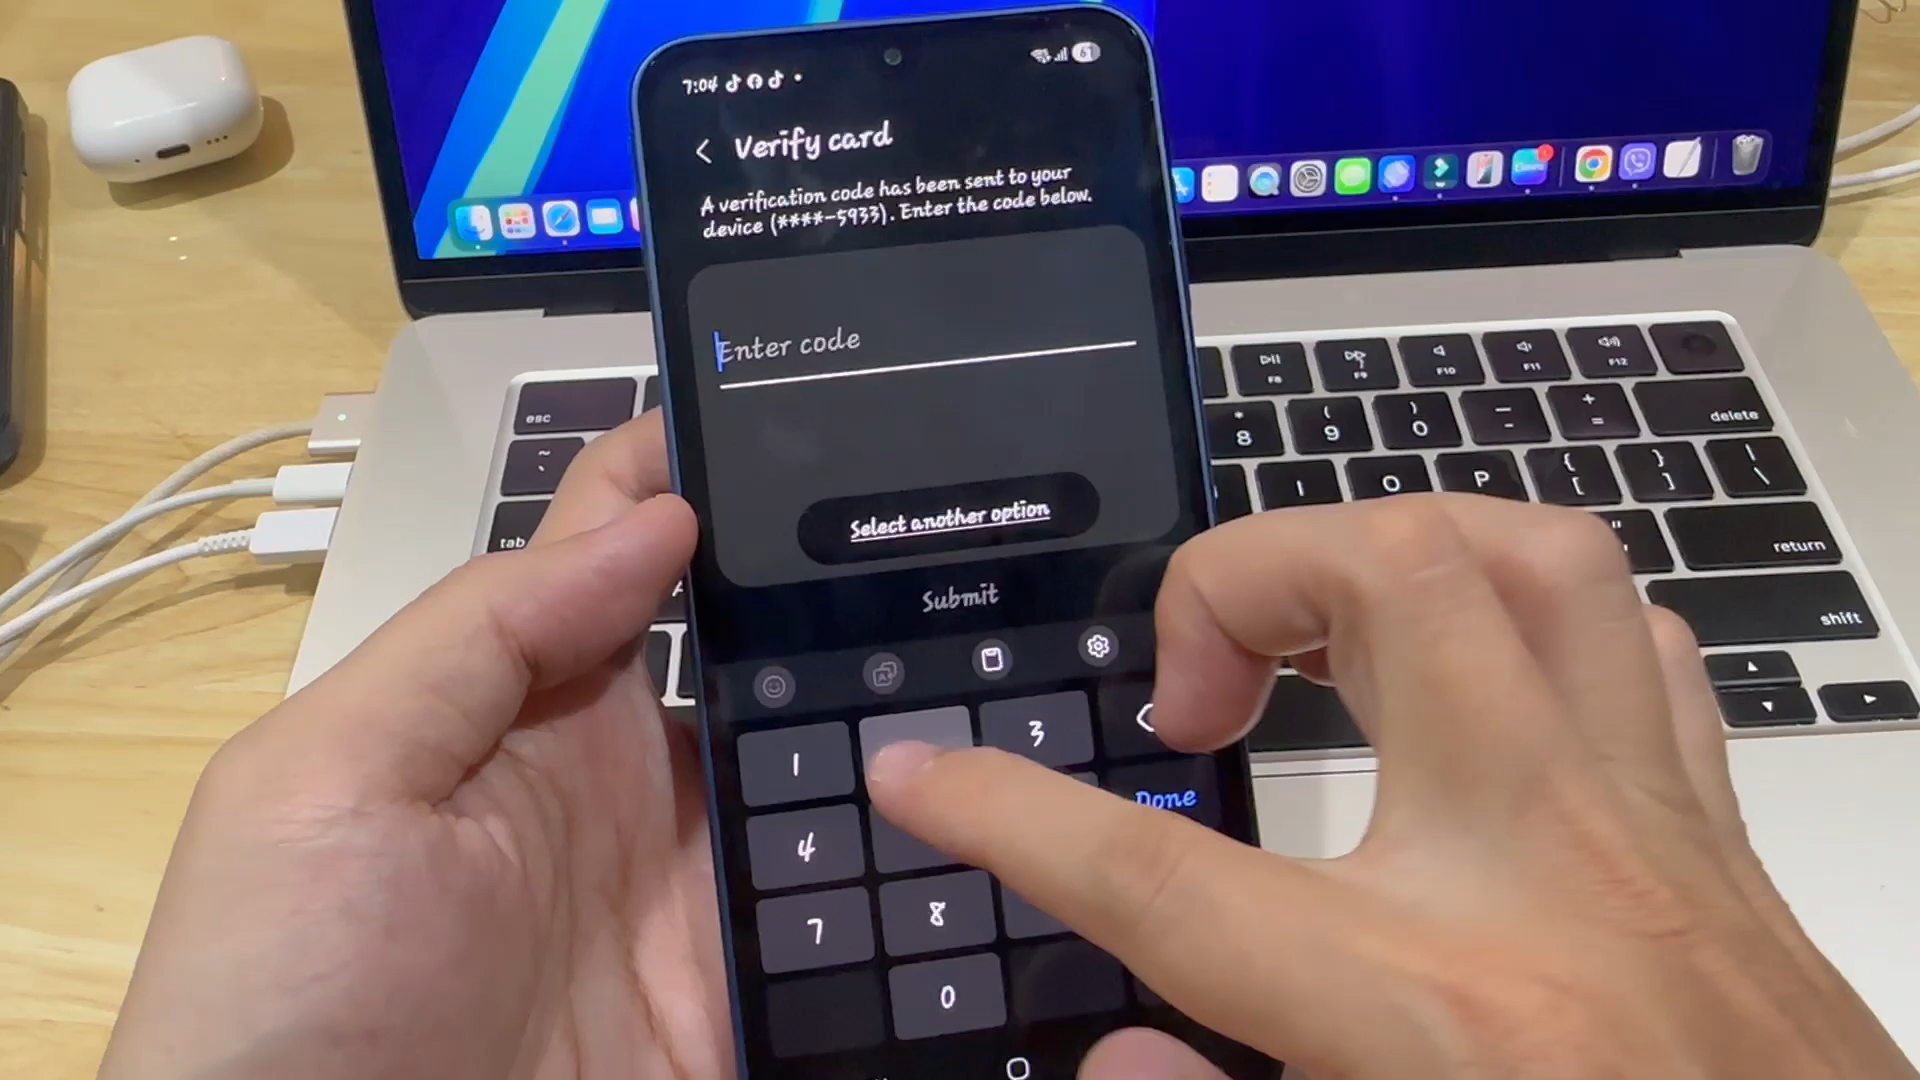 7:04
61
Verify card
A verification code has been sent to your
device (****-5933). Enter the code below.
Enter code
Select another option
Submit
1
3
Done
4
7
8
0
esc
tab
F8
F9
F10
F11
F12
*
8
(
9
)
0
—
-
+
=
delete
~
`
I
O
P
{
[
}
]
|
\
"
'
return
shift